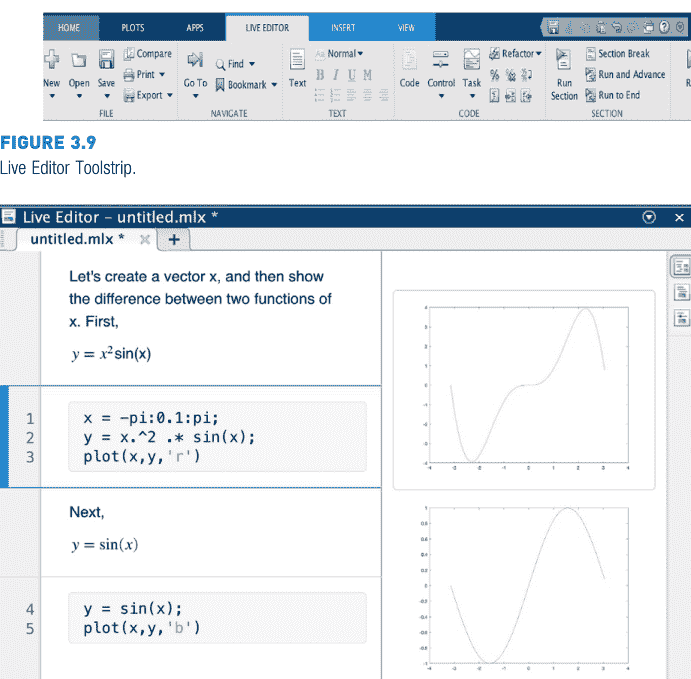 HOME PLOTS APPS LIVE EDITOR INSERT VIEW
New Open Save Compare Print Export
Go To Find Bookmark
Text Normal B I U M
Code Control Task Refactor
Run Section Section Break Run and Advance Run to End
FILE NAVIGATE TEXT CODE SECTION
FIGURE 3.9
Live Editor Toolstrip.
Live Editor – untitled.mlx *
untitled.mlx *
Let's create a vector x, and then show
the difference between two functions of
x. First,
y = x² sin(x)
1 x = -pi:0.1:pi;
2 y = x.^2 .* sin(x);
3 plot(x,y,'r')
Next,
y = sin(x)
4 y = sin(x);
5 plot(x,y,'b')